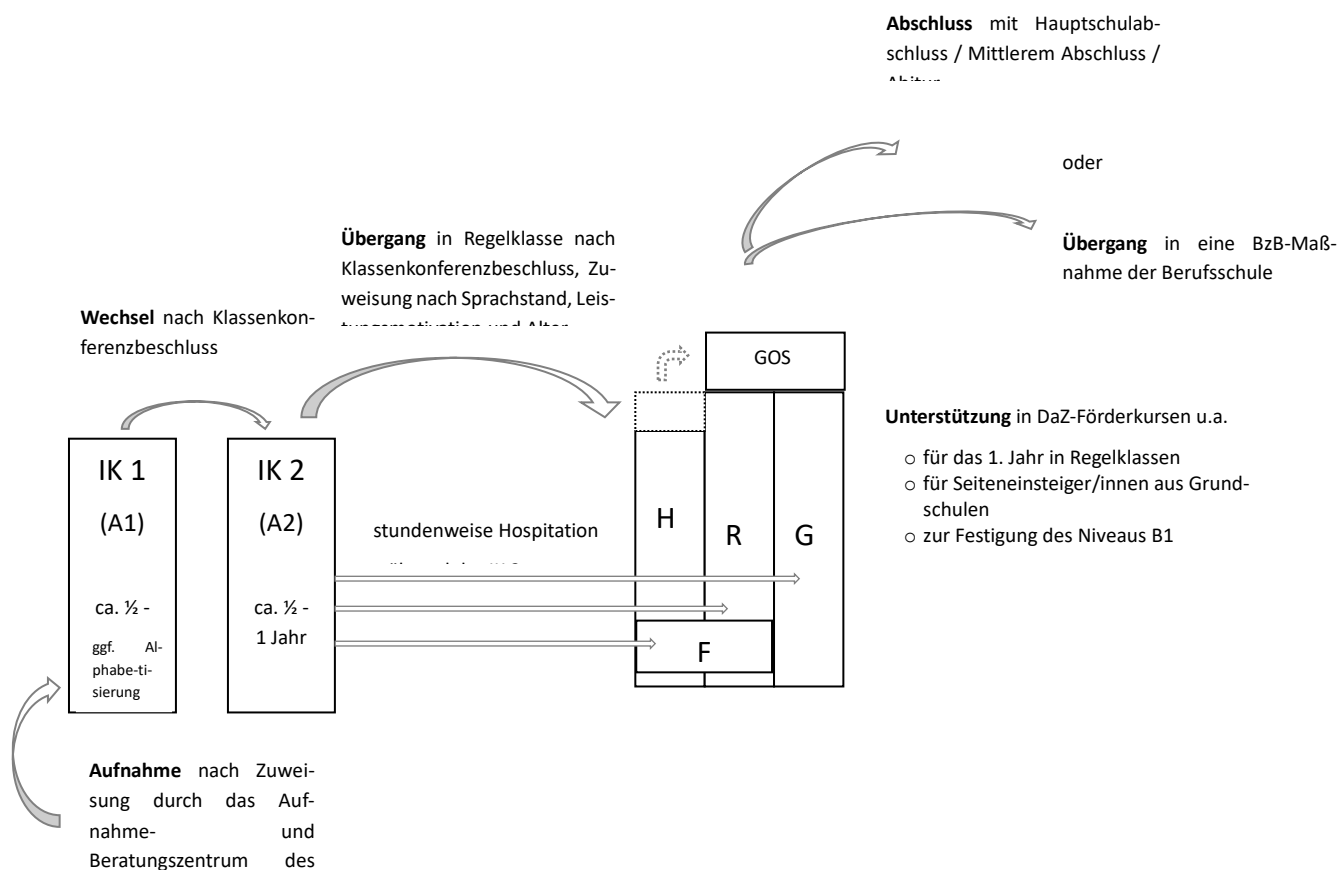 Abschluss mit Hauptschulab-
schluss / Mittlerem Abschluss /
oder
Übergang in eine BzB-Maß-
nahme der Berufsschule
Übergang in Regelklasse nach
Klassenkonferenzbeschluss, Zu-
weisung nach Sprachstand, Leis-
Wechsel nach Klassenkon-
ferenzbeschluss
GOS
Unterstützung in DaZ-Förderkursen u.a.
○ für das 1. Jahr in Regelklassen
○ für Seiteneinsteiger/innen aus Grund-
schulen
○ zur Festigung des Niveaus B1
IK 1
(A1)
ca. ½ -
ggf. Al-
phabe-ti-
sierung
IK 2
(A2)
ca. ½ -
1 Jahr
stundenweise Hospitation
H
R
G
F
Aufnahme nach Zuwei-
sung durch das Auf-
nahme- und
Beratungszentrum des